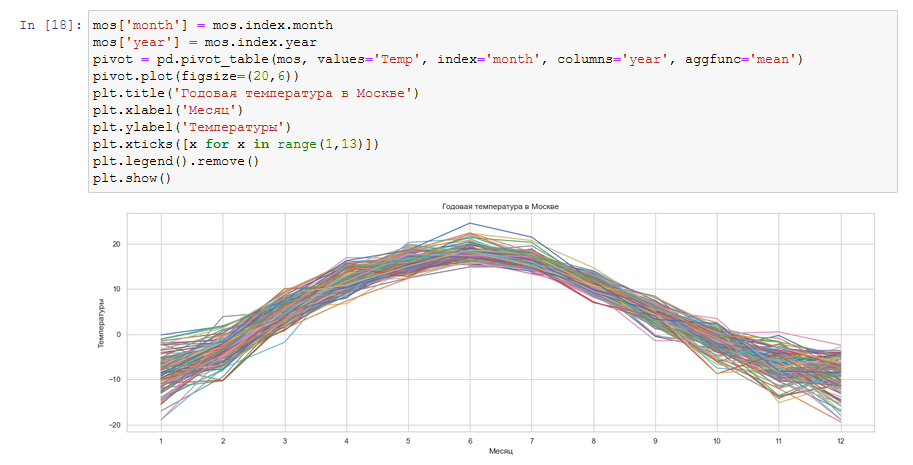 In [18]: mos['month'] = mos.index.month
mos['year'] = mos.index.year
pivot = pd.pivot_table(mos, values='Temp', index='month', columns='year', aggfunc='mean')
pivot.plot(figsize=(20,6))
plt.title('Годовая температура в Москве')
plt.xlabel('Месяц')
plt.ylabel('Температуры')
plt.xticks([x for x in range(1,13)])
plt.legend().remove()
plt.show()
Годовая температура в Москве
Температуры
20
10
0
−10
−20
1 2 3 4 5 6 7 8 9 10 11 12
Месяц